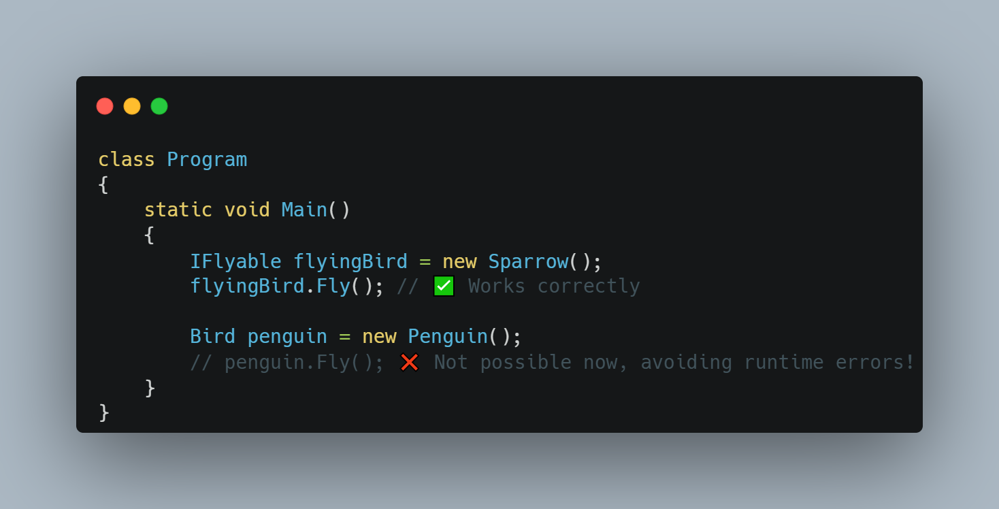 class Program
{
    static void Main()
    {
        IFlyable flyingBird = new Sparrow();
        flyingBird.Fly(); // ✅ Works correctly

        Bird penguin = new Penguin();
        // penguin.Fly(); ❌ Not possible now, avoiding runtime errors!
    }
}